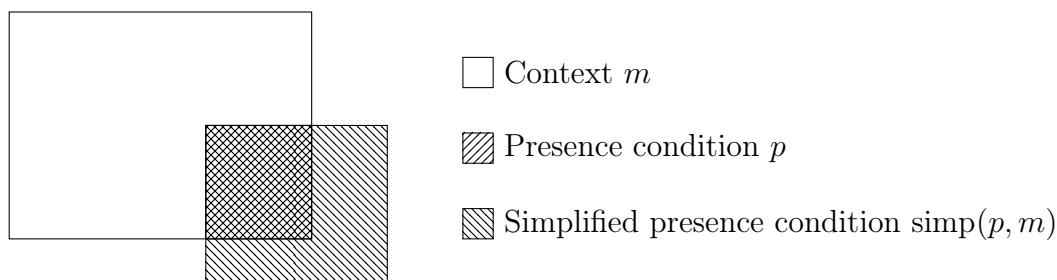 Context m
Presence condition p
Simplified presence condition simp(p, m)